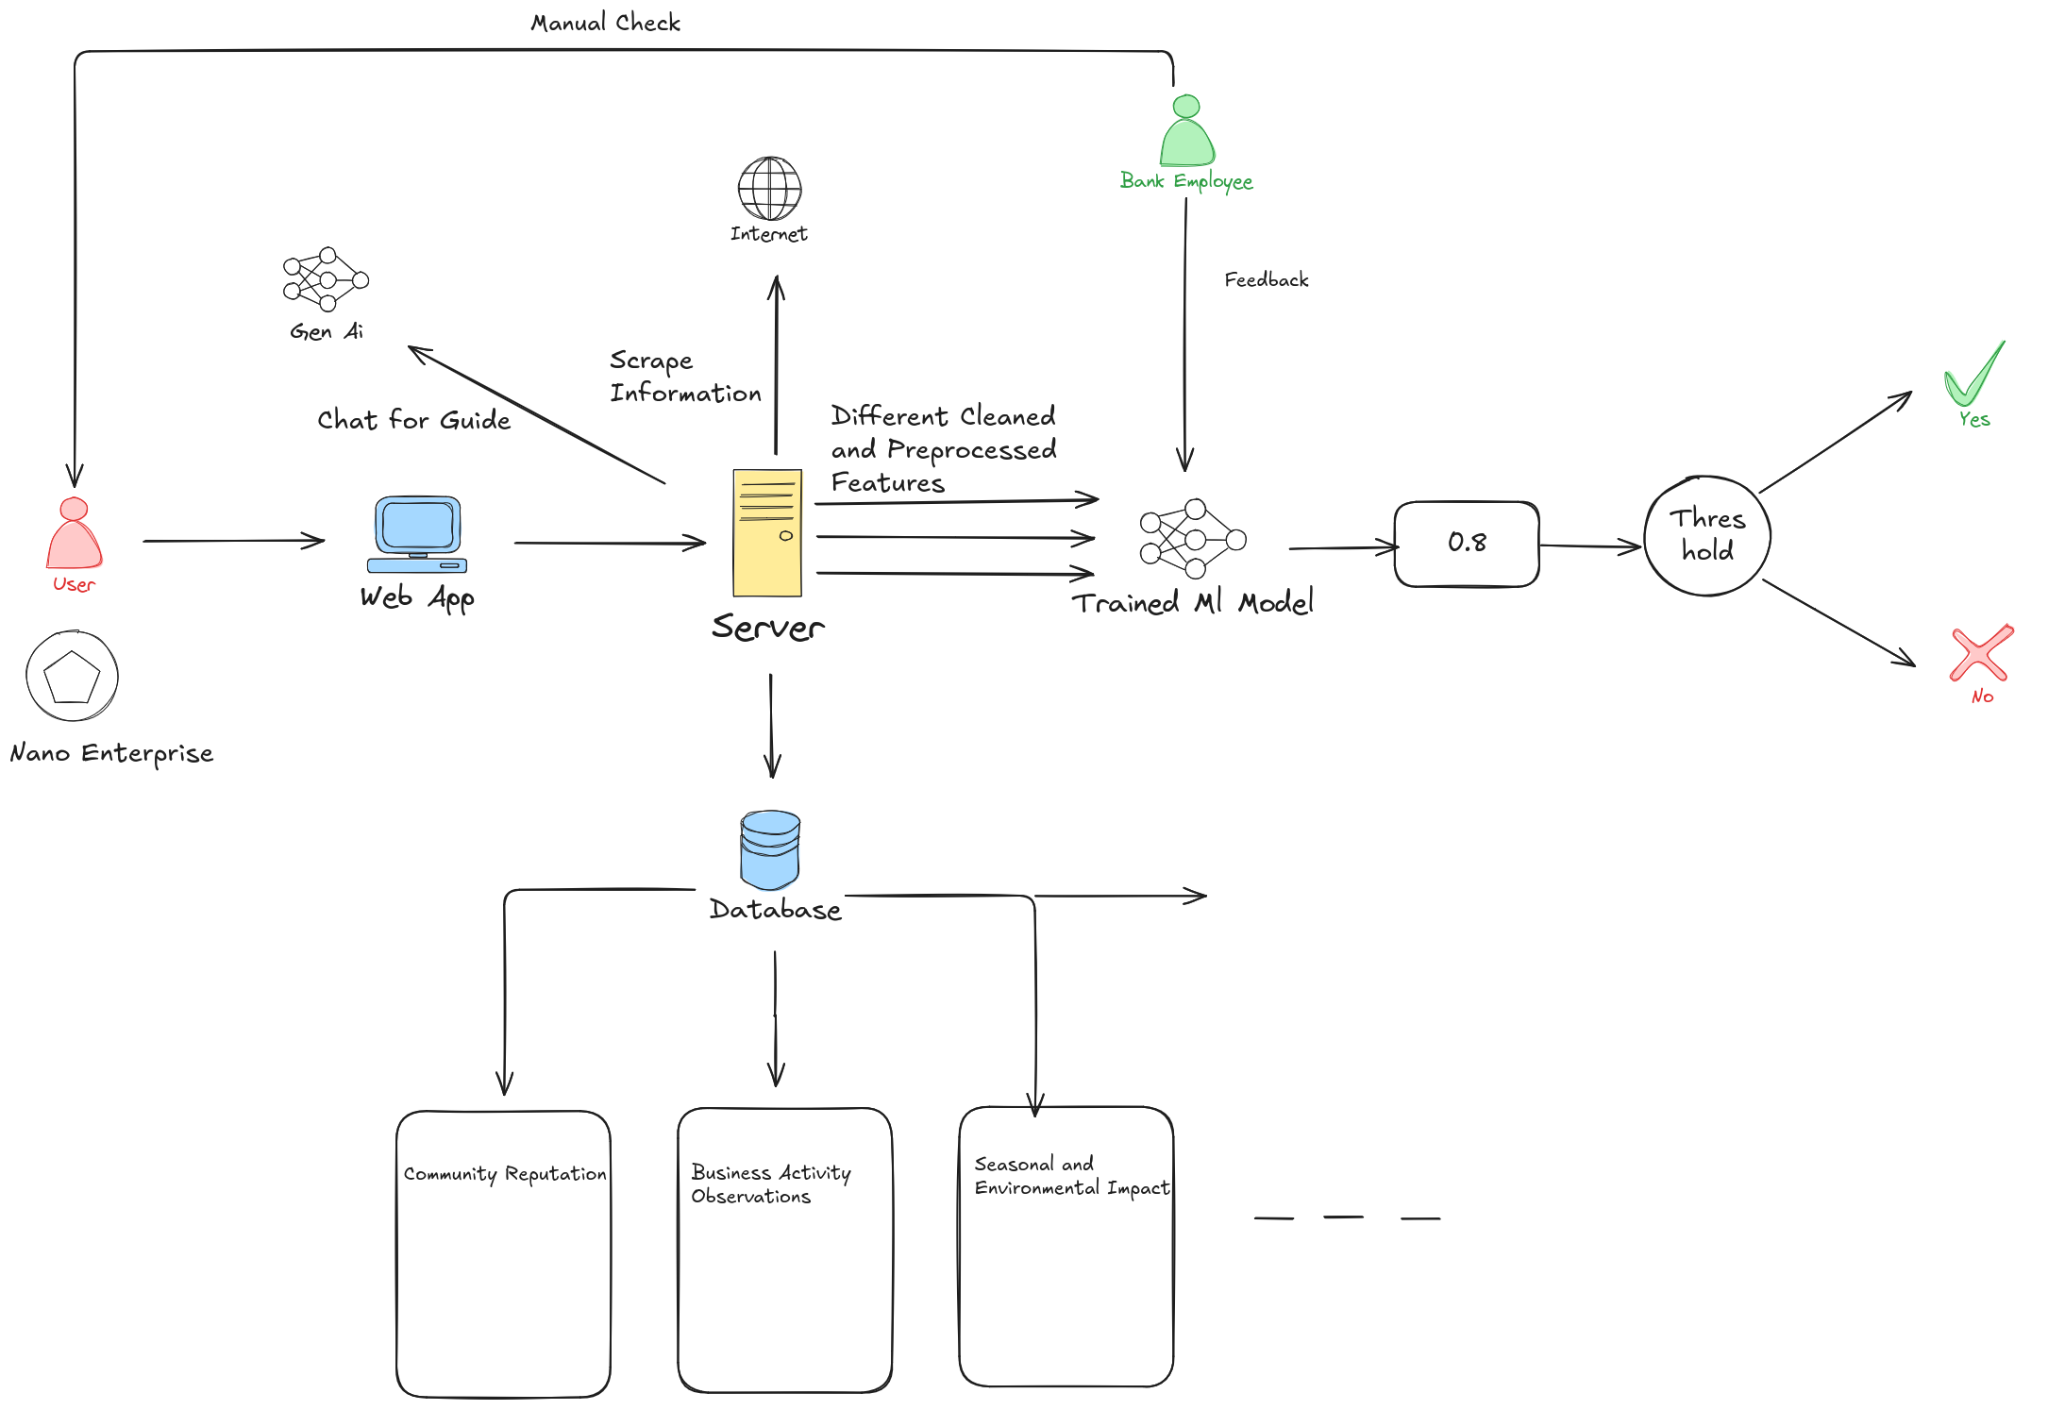 Manual Check
Bank Employee
Internet
Feedback
Gen Ai
Scrape
Information
Chat for Guide
Different Cleaned
and Preprocessed
Features
Yes
User
Web App
Server
Trained Ml Model
0.8
Thres
hold
No
Nano Enterprise
Database
Community Reputation
Business Activity
Observations
Seasonal and
Environmental Impact